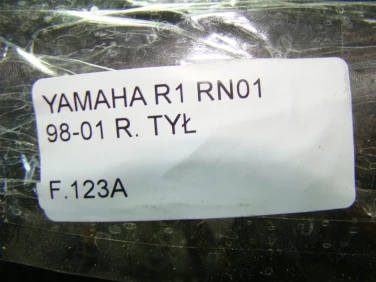 YAMAHA R1 RN01
98-01 R. TYŁ
F.123A